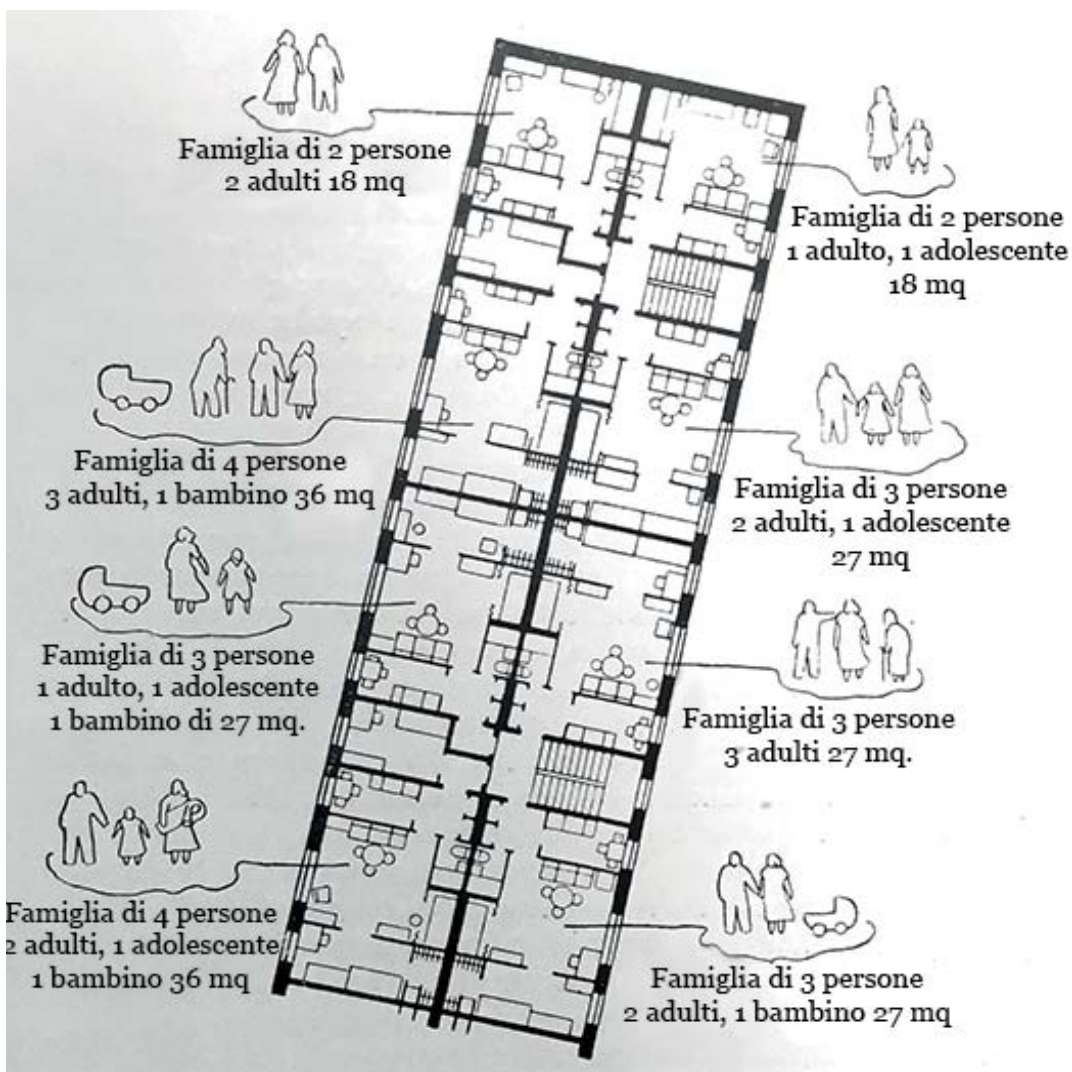 Famiglia di 2 persone
2 adulti 18 mq
Famiglia di 2 persone
1 adulto, 1 adolescente
18 mq
Famiglia di 4 persone
3 adulti, 1 bambino 36 mq
Famiglia di 3 persone
2 adulti, 1 adolescente
27 mq
Famiglia di 3 persone
1 adulto, 1 adolescente
1 bambino di 27 mq.
Famiglia di 3 persone
3 adulti 27 mq.
Famiglia di 4 persone
2 adulti, 1 adolescente
1 bambino 36 mq
Famiglia di 3 persone
2 adulti, 1 bambino 27 mq